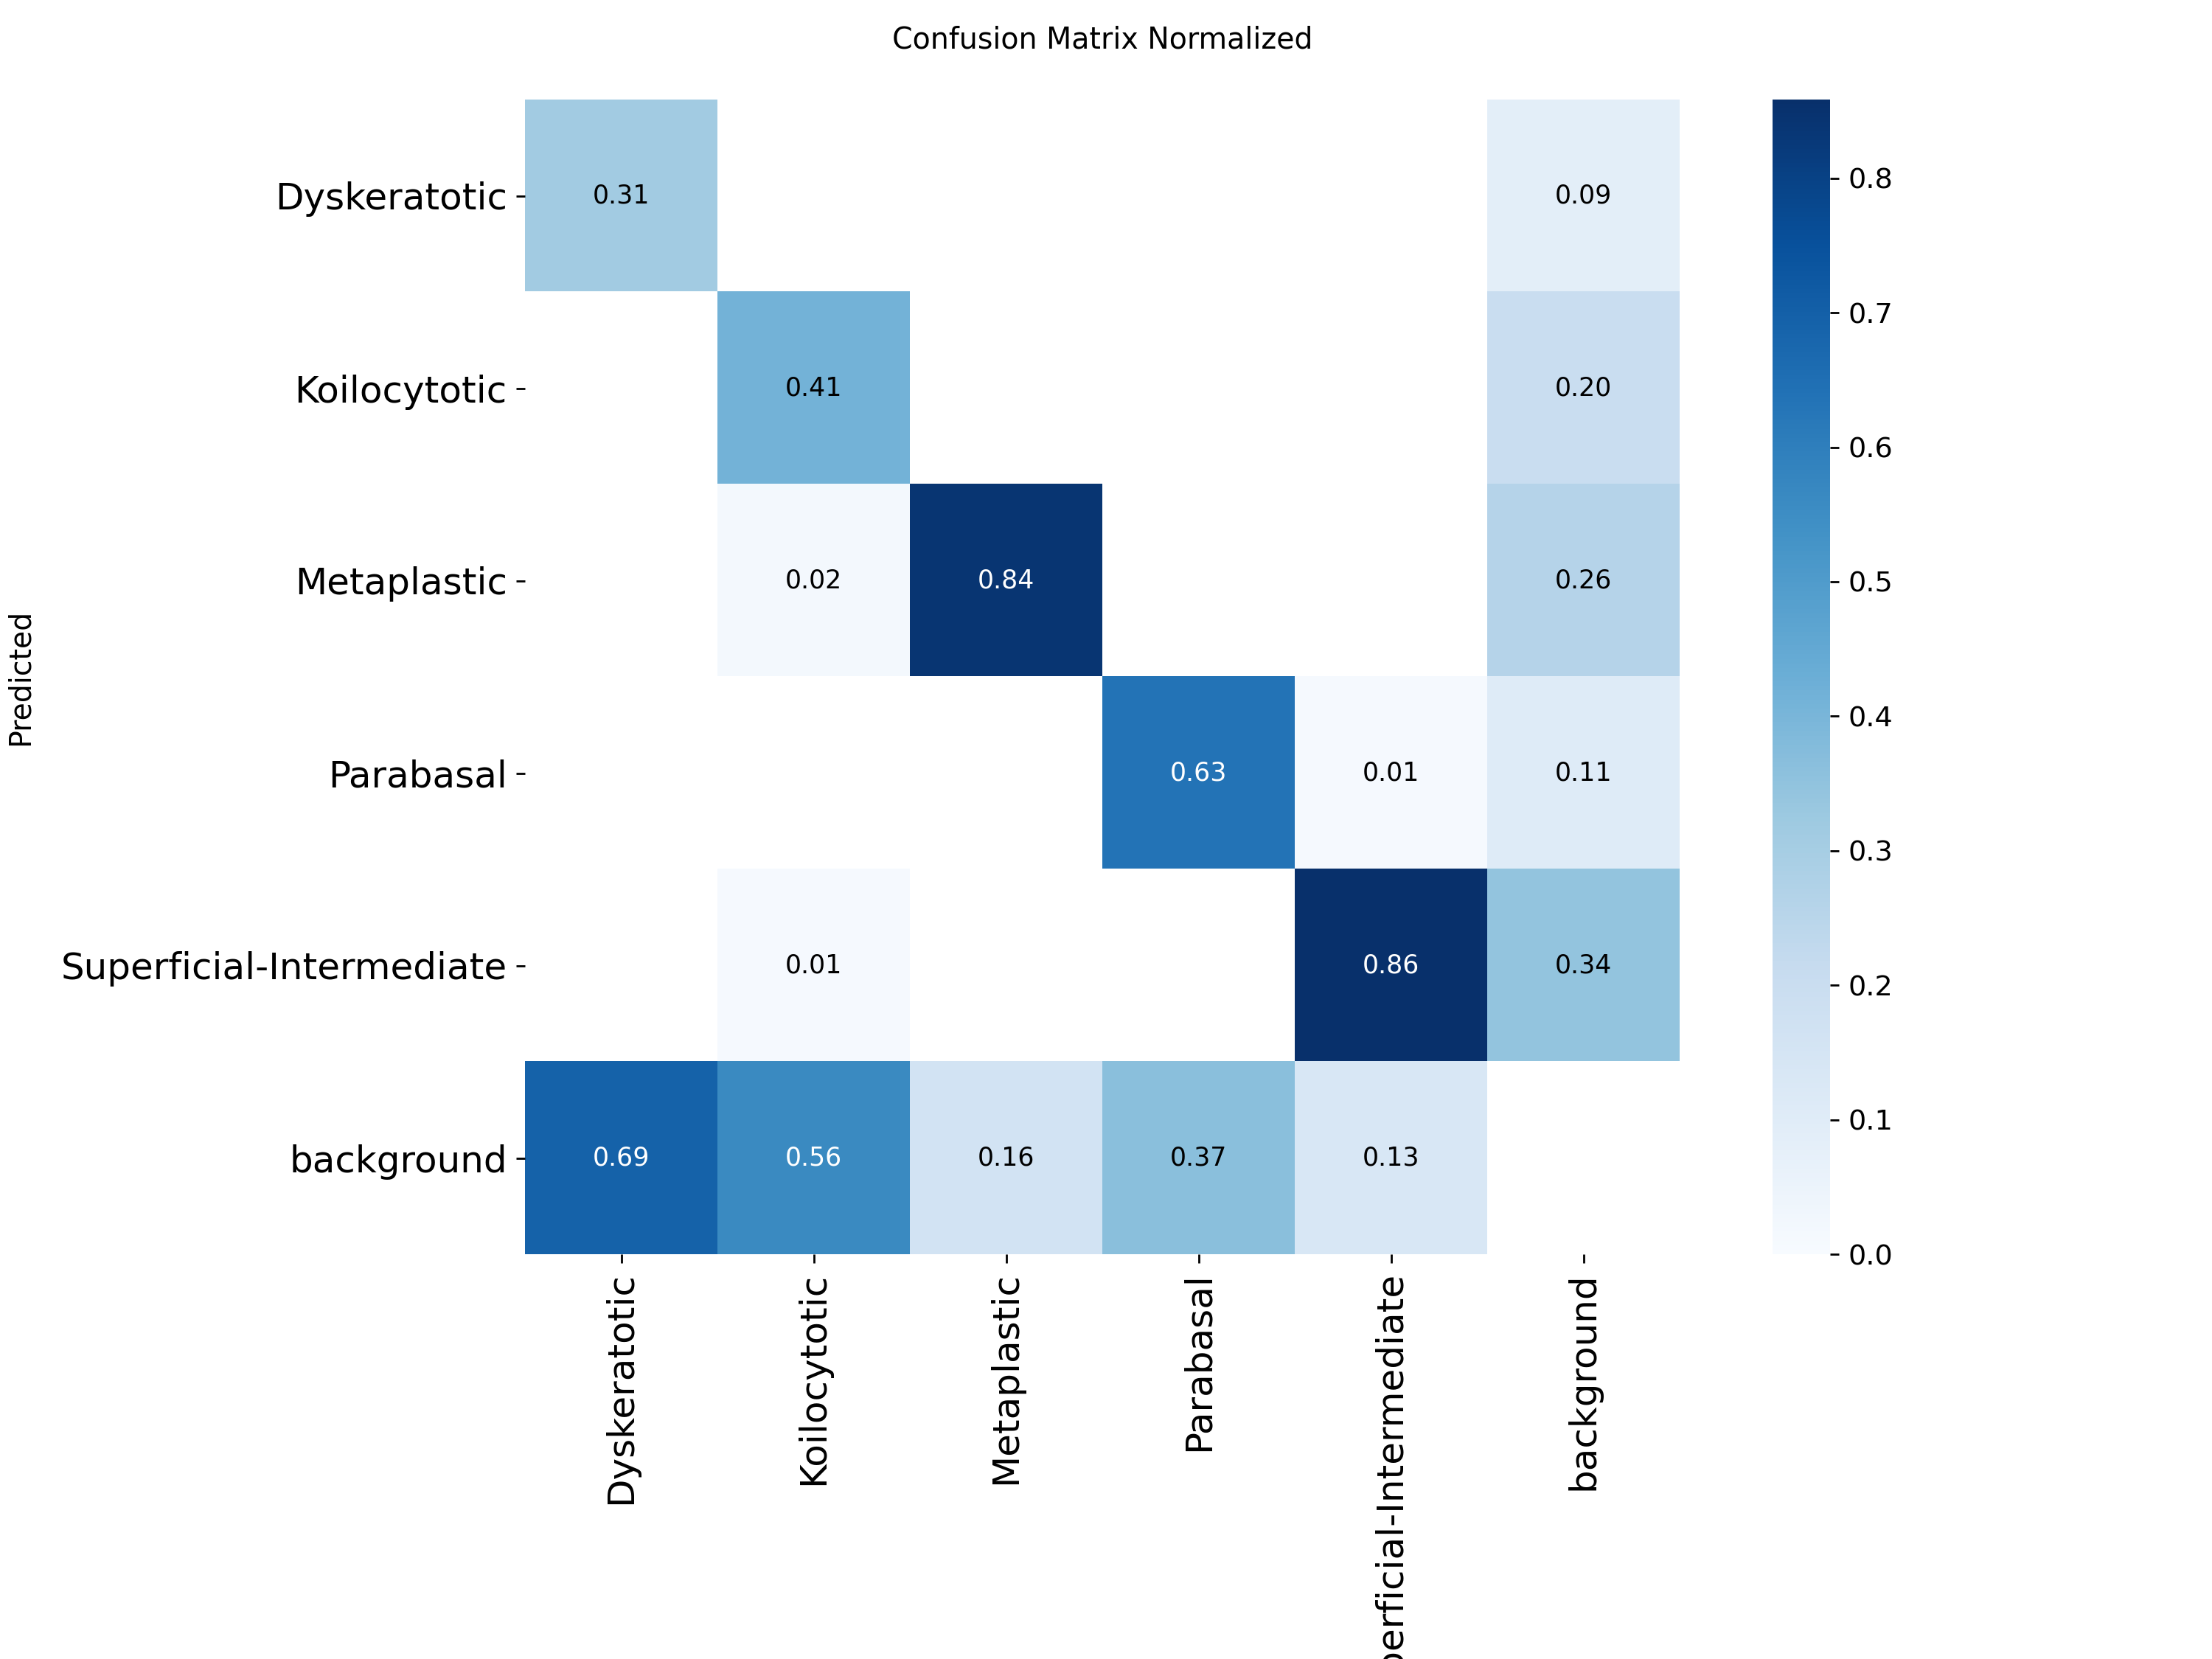 Confusion Matrix Normalized
Dyskeratotic 0.31 0.09 0.8
Koilocytotic 0.41 0.20 0.7
0.6
Metaplastic 0.02 0.84 0.26 0.5
Predicted
0.4
Parabasal 0.63 0.01 0.11
0.3
Superficial-Intermediate 0.01 0.86 0.34 0.2
0.1
background 0.69 0.56 0.16 0.37 0.13
0.0
Dyskeratotic
Koilocytotic
Metaplastic
Parabasal
erficial-Intermediate
background